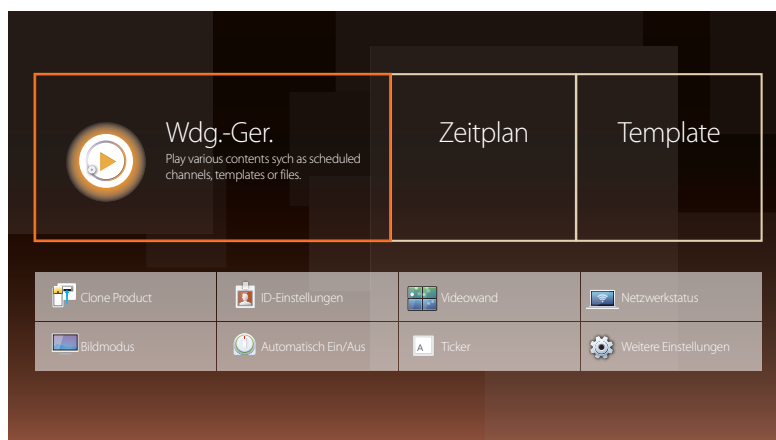 Wdg.-Ger.
Play various contents sych as scheduled
channels, templates or files.
Zeitplan
Template
Clone Product
ID-Einstellungen
Videowand
Netzwerkstatus
Bildmodus
Automatisch Ein/Aus
A
Ticker
Weitere Einstellungen